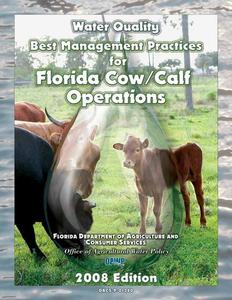 Water Quality
Best Management Practices
for
Florida Cow/Calf
Operations
FLORIDA DEPARTMENT OF AGRICULTURE AND
CONSUMER SERVICES
Office of Agricultural Water Policy
2008 Edition